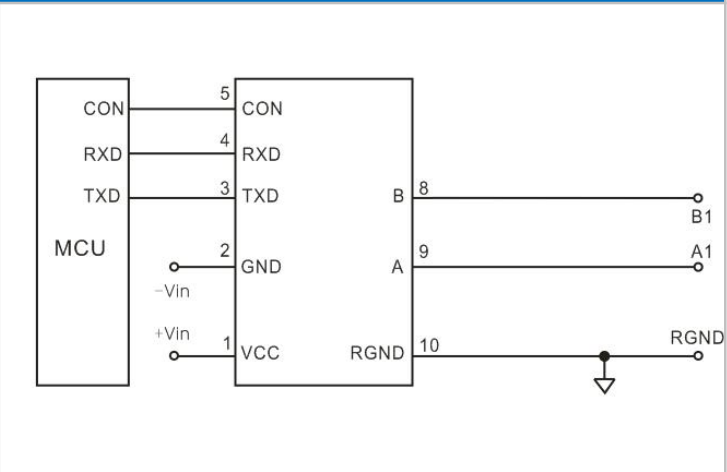 5
CON CON
4
RXD RXD
3 8
TXD TXD B
B1
MCU
2 9 A1
GND A
−Vin
+Vin
1 10 RGND
VCC RGND